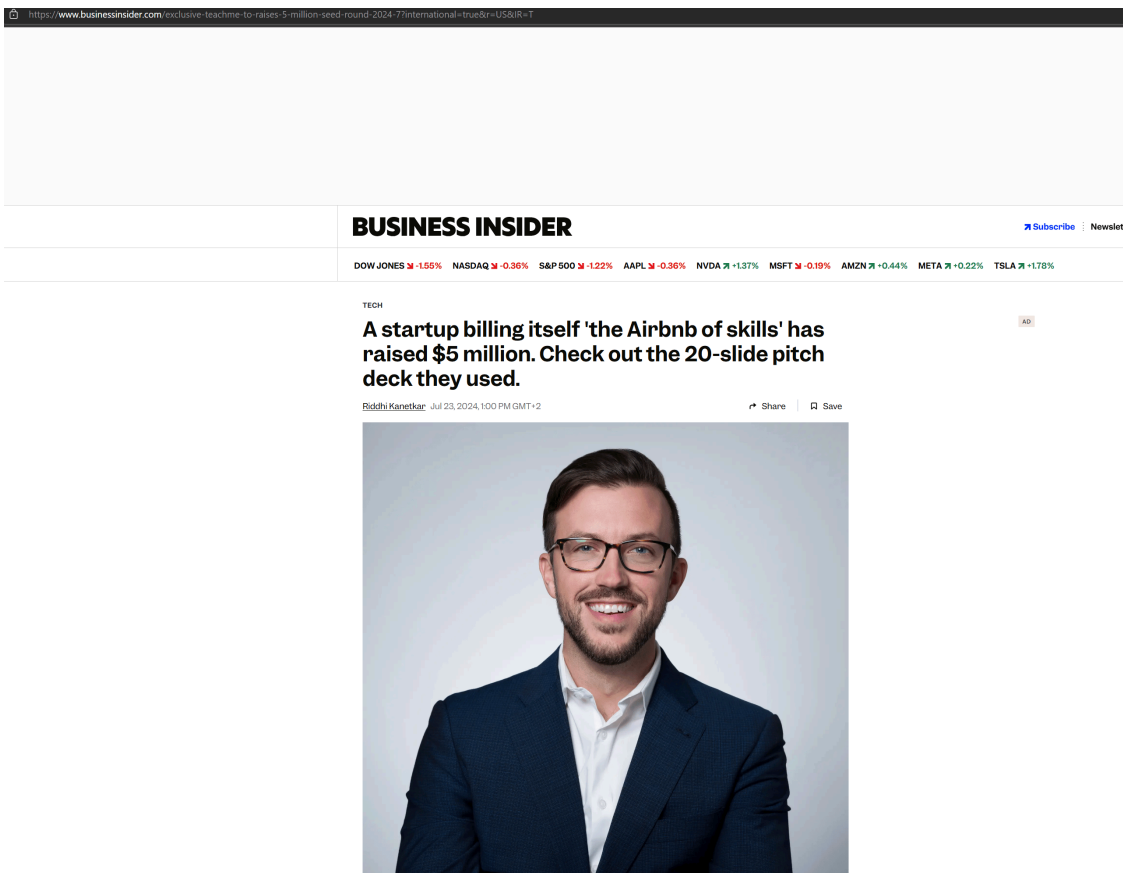 https://www.businessinsider.com/exclusive-teachme-to-raises-5-million-seed-round-2024-7?international=true&r=US&IR=T
BUSINESS INSIDER
Subscribe
Newslet
DOW JONES -1.55% NASDAQ -0.36% S&P 500 -1.22% AAPL -0.36% NVDA +1.37% MSFT -0.19% AMZN +0.44% META +0.22% TSLA +1.78%
TECH
A startup billing itself 'the Airbnb of skills' has
raised $5 million. Check out the 20-slide pitch
deck they used.
AD
Riddhi Kanetkar Jul 23, 2024, 1:00 PM GMT+2
Share
Save